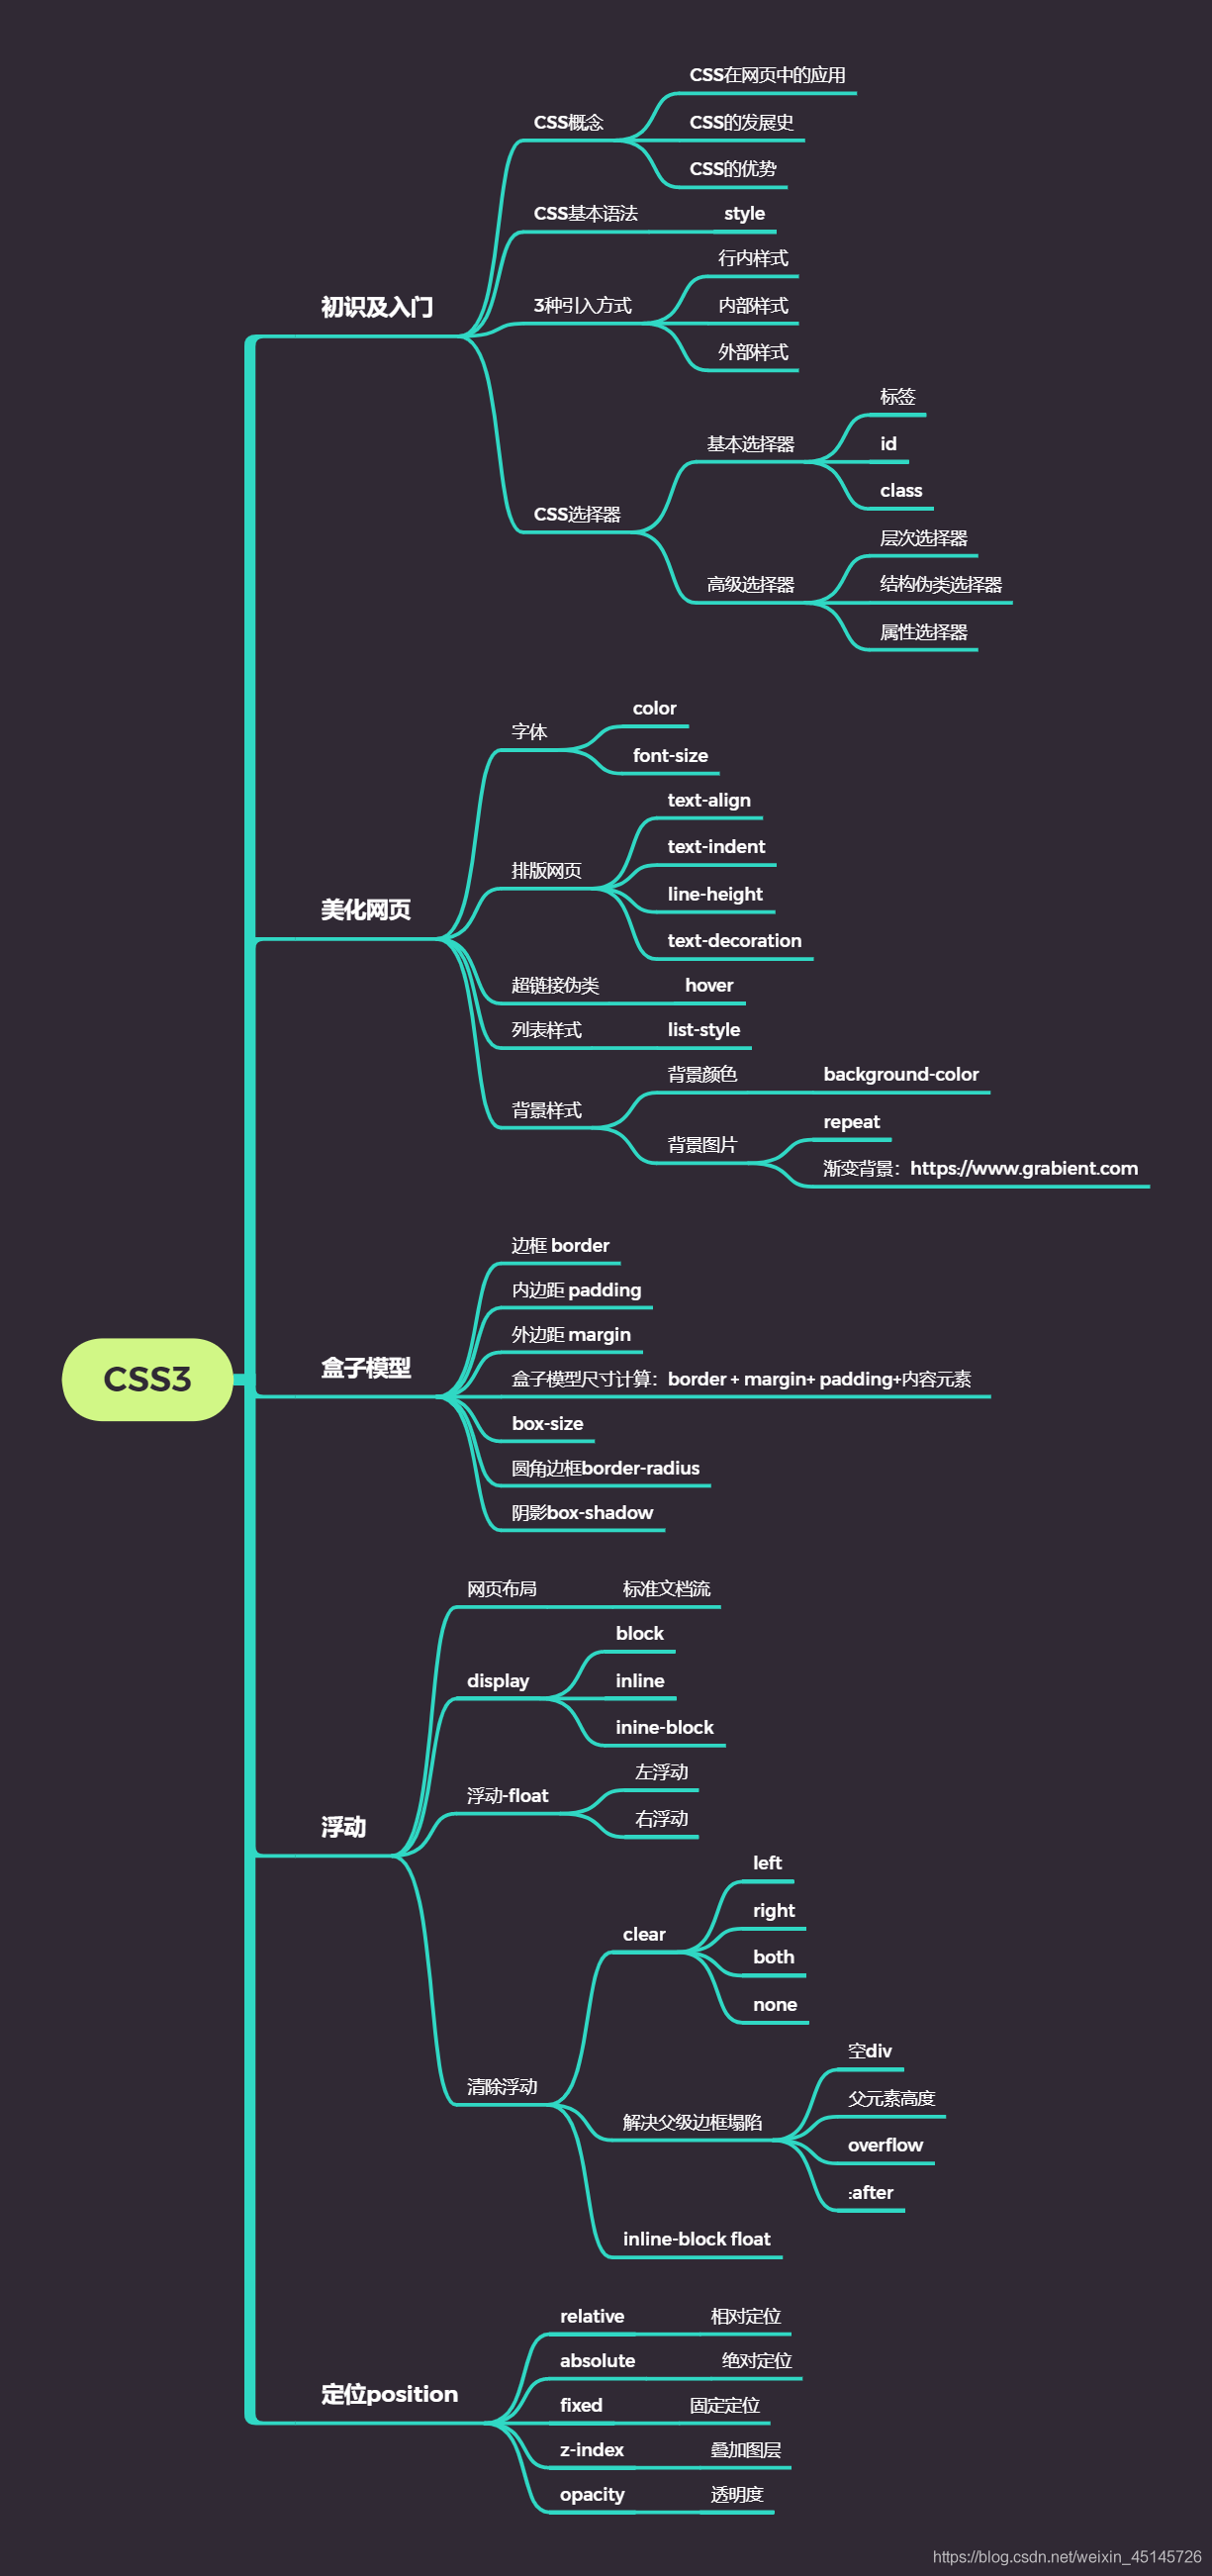 CSS3
初识及入门
CSS概念
CSS在网页中的应用
CSS的发展史
CSS的优势
CSS基本语法
style
3种引入方式
行内样式
内部样式
外部样式
CSS选择器
基本选择器
标签
id
class
高级选择器
层次选择器
结构伪类选择器
属性选择器
美化网页
字体
color
font-size
排版网页
text-align
text-indent
line-height
text-decoration
超链接伪类
hover
列表样式
list-style
背景样式
背景颜色
background-color
背景图片
repeat
渐变背景：https://www.grabient.com
盒子模型
边框 border
内边距 padding
外边距 margin
盒子模型尺寸计算：border + margin+ padding+内容元素
box-size
圆角边框border-radius
阴影box-shadow
浮动
网页布局
标准文档流
display
block
inline
inine-block
浮动-float
左浮动
右浮动
清除浮动
clear
left
right
both
none
解决父级边框塌陷
空div
父元素高度
overflow
:after
inline-block float
定位position
relative
相对定位
absolute
绝对定位
fixed
固定定位
z-index
叠加图层
opacity
透明度
https://blog.csdn.net/weixin_45145726